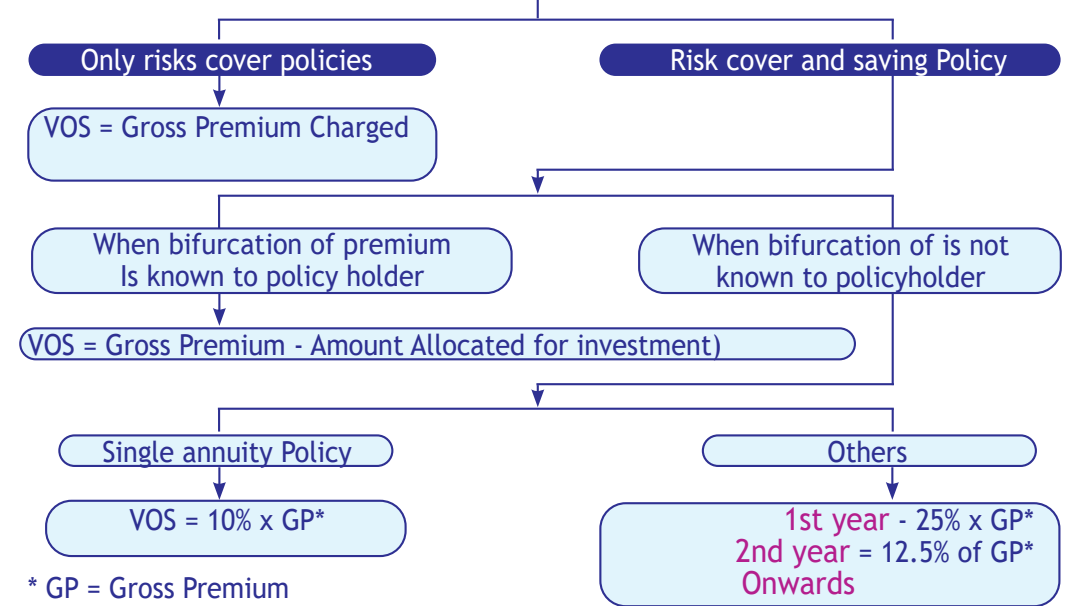 Only risks cover policies
Risk cover and saving Policy
VOS = Gross Premium Charged
When bifurcation of premium
Is known to policy holder
When bifurcation of is not
known to policyholder
VOS = Gross Premium - Amount Allocated for investment)
Single annuity Policy
Others
VOS = 10% x GP*
1st year - 25% x GP*
2nd year = 12.5% of GP*
Onwards
* GP = Gross Premium